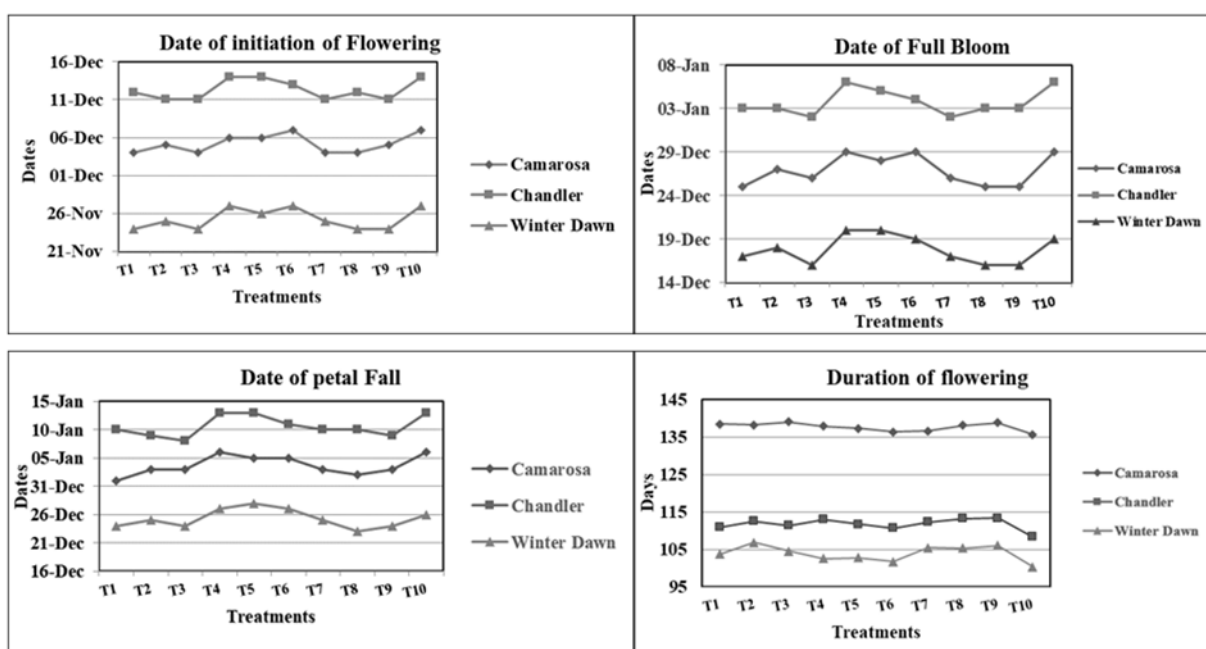 Date of initiation of Flowering
16-Dec
11-Dec
06-Dec
01-Dec
26-Nov
21-Nov
Dates
T1 T2 T3 T4 T5 T6 T7 T8 T9 T10
Treatments
Camarosa
Chandler
Winter Dawn
Date of Full Bloom
08-Jan
03-Jan
29-Dec
24-Dec
19-Dec
14-Dec
Dates
T1 T2 T3 T4 T5 T6 T7 T8 T9 T10
Treatments
Camarosa
Chandler
Winter Dawn
Date of petal Fall
15-Jan
10-Jan
05-Jan
31-Dec
26-Dec
21-Dec
16-Dec
Dates
T1 T2 T3 T4 T5 T6 T7 T8 T9 T10
Treatments
Camarosa
Chandler
Winter Dawn
Duration of flowering
145
135
115
105
95
Days
T1 T2 T3 T4 T5 T6 T7 T8 T9 T10
Treatments
Camarosa
Chandler
Winter Dawn